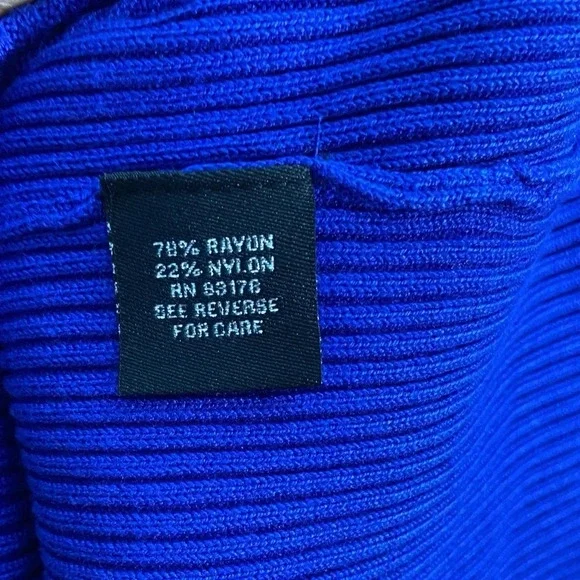 78% RAYON
22% NYLON
RN 93176
SEE REVERSE
FOR CARE